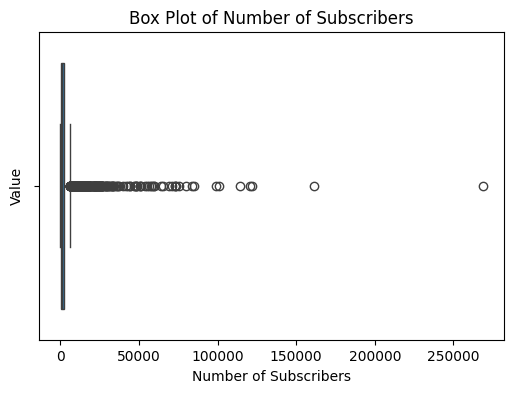 Box Plot of Number of Subscribers
Value
0 50000 100000 150000 200000 250000
Number of Subscribers